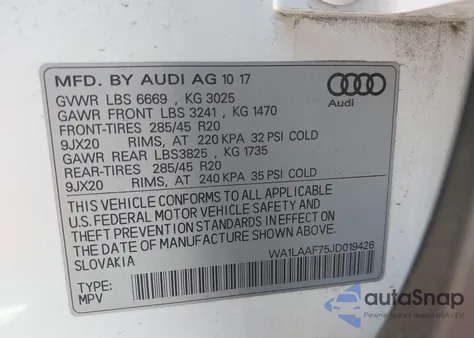 MFD. BY AUDI AG 10 17
Audi
GVWR LBS 6669 , KG 3025
GAWR FRONT LBS 3241 , KG 1470
FRONT-TIRES 285/45 R20
9JX20 RIMS, AT 220 KPA 32 PSI COLD
GAWR REAR LBS3825 , KG 1735
REAR-TIRES 285/45 R20
9JX20 RIMS, AT 240 KPA 35 PSI COLD
THIS VEHICLE CONFORMS TO ALL APPLICABLE
U.S. FEDERAL MOTOR VEHICLE SAFETY AND
THEFT PREVENTION STANDARDS IN EFFECT ON
THE DATE OF MANUFACTURE SHOWN ABOVE.
SLOVAKIA
WA1LAAF75JD019426
TYPE:
MPV
autoSnap